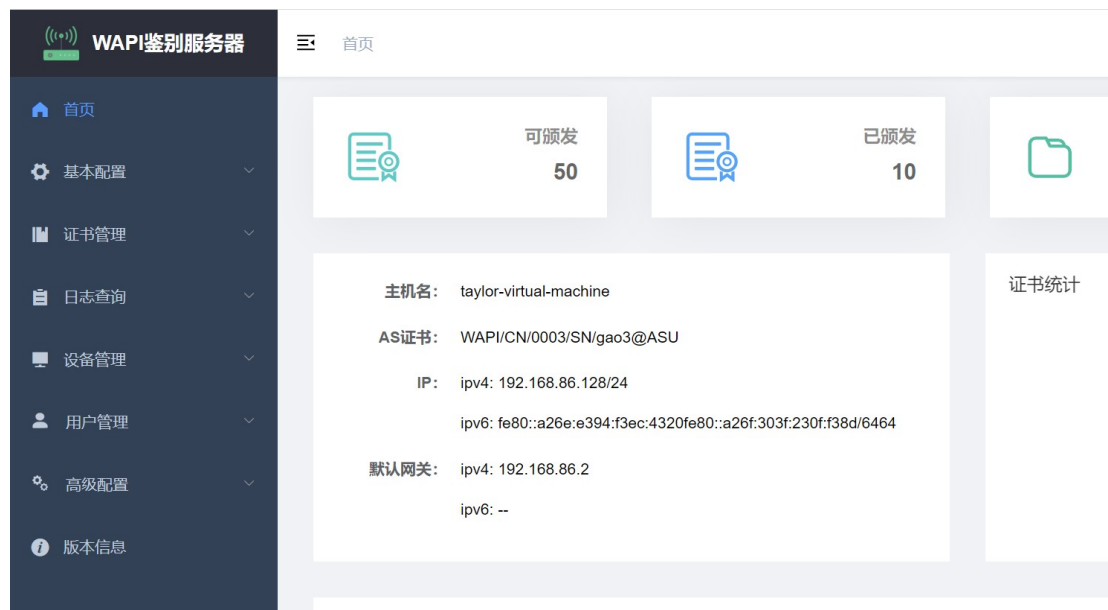 WAPI鉴别服务器
首页
首页
基本配置
证书管理
日志查询
设备管理
用户管理
高级配置
版本信息
可颁发
50
已颁发
10
主机名： taylor-virtual-machine
AS证书： WAPI/CN/0003/SN/gao3@ASU
IP： ipv4: 192.168.86.128/24
ipv6: fe80::a26e:e394:f3ec:4320fe80::a26f:303f:230f:f38d/6464
默认网关： ipv4: 192.168.86.2
ipv6: --
证书统计